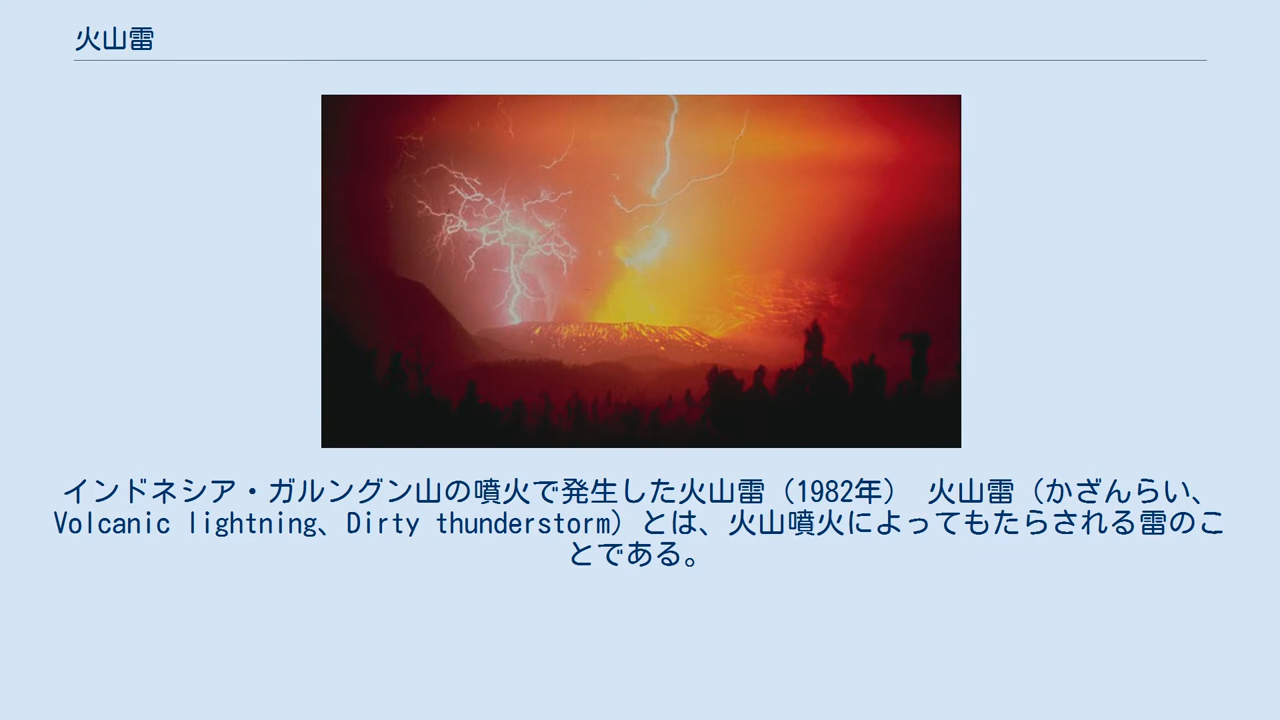 火山雷
インドネシア・ガルングン山の噴火で発生した火山雷（1982年） 火山雷（かざんらい、
Volcanic lightning、Dirty thunderstorm）とは、火山噴火によってもたらされる雷のこ
とである。